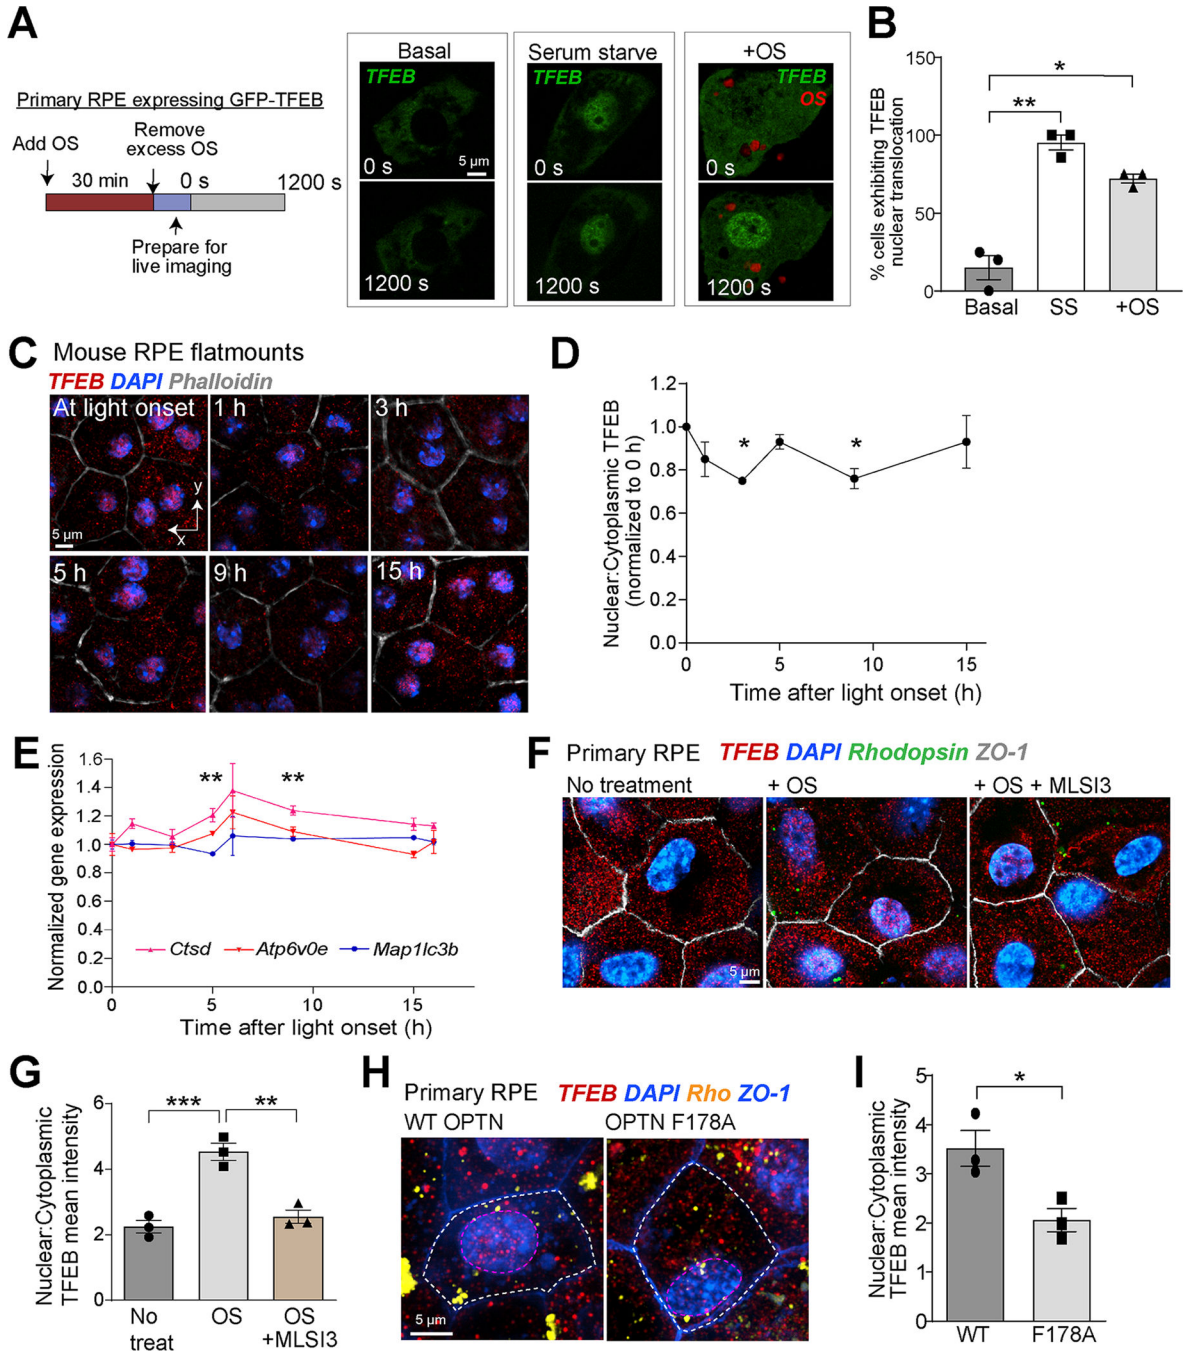 A
Primary RPE expressing GFP-TFEB
Add OS
Remove
excess OS
30 min
0 s
1200 s
Prepare for
live imaging
Basal
TFEB
0 s
5 µm
1200 s
Serum starve
TFEB
0 s
1200 s
+OS
TFEB
OS
0 s
1200 s
B
% cells exhibiting TFEB
nuclear translocation
150
100
50
0
*
**
Basal
SS
+OS
C
Mouse RPE flatmounts
TFEB DAPI Phalloidin
At light onset
y
x
5 µm
1 h
3 h
5 h
9 h
15 h
D
Nuclear:Cytoplasmic TFEB
(normalized to 0 h)
1.2
1.0
0.8
0.6
0.4
0.2
0.0
*
*
0
5
10
15
Time after light onset (h)
E
Normalized gene expression
1.6
1.4
1.2
1.0
0.8
0.6
0.4
0.2
0.0
**
**
Ctsd
Atp6v0e
Map1lc3b
0
5
10
15
Time after light onset (h)
F
Primary RPE TFEB DAPI Rhodopsin ZO-1
No treatment
+ OS
+ OS + MLSI3
5 µm
G
Nuclear:Cytoplasmic
TFEB mean intensity
6
4
2
0
***
**
No
treat
OS
OS
+MLSI3
H
Primary RPE TFEB DAPI Rho ZO-1
WT OPTN
OPTN F178A
5 µm
I
Nuclear:Cytoplasmic
TFEB mean intensity
5
4
3
2
1
0
*
WT
F178A